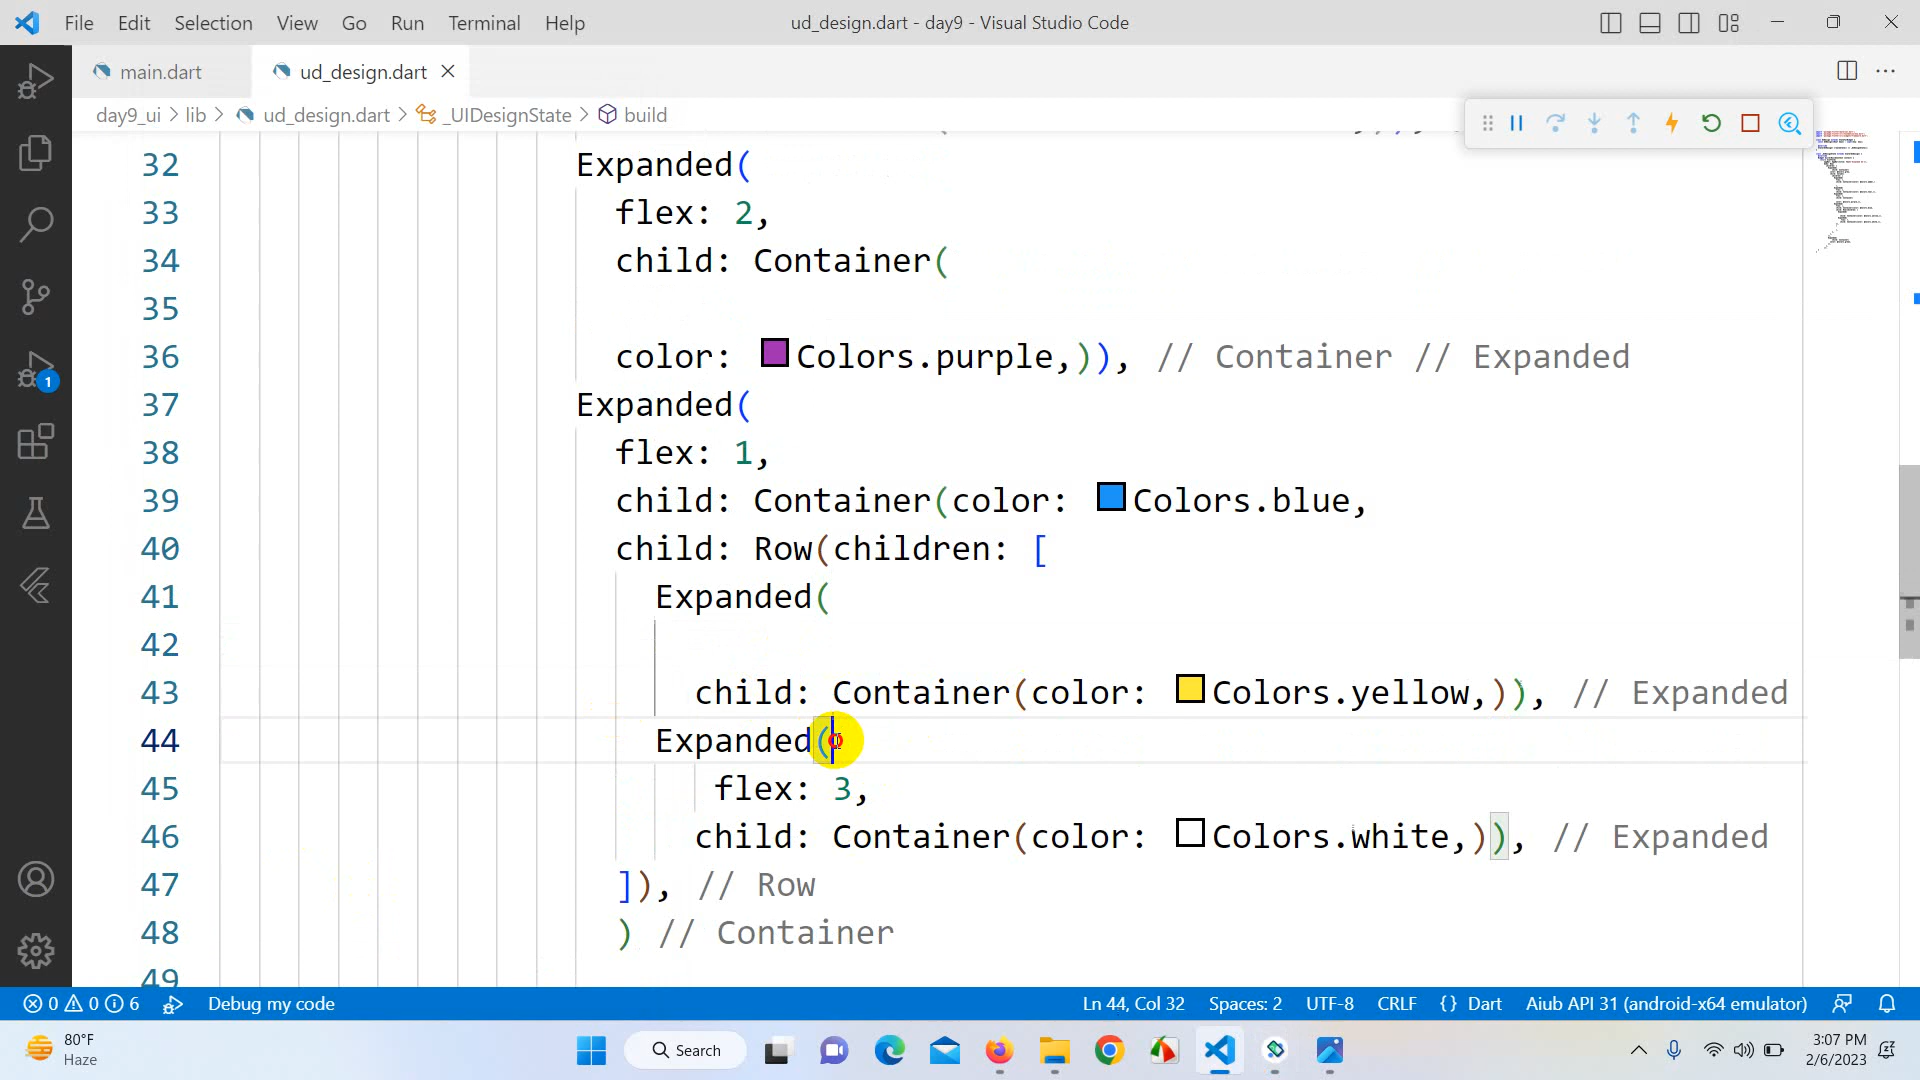 File Edit Selection View Go Run Terminal Help ud_design.dart - day9 - Visual Studio Code
main.dart ud_design.dart
day9_ui > lib > ud_design.dart > _UIDesignState > build
32 Expanded(
33 flex: 2,
34 child: Container(
35
36 color: Colors.purple,)), // Container // Expanded
37 Expanded(
38 flex: 1,
39 child: Container(color: Colors.blue,
40 child: Row(children: [
41 Expanded(
42
43 child: Container(color: Colors.yellow,)), // Expanded
44 Expanded(
45 flex: 3,
46 child: Container(color: Colors.white,)), // Expanded
47 ]), // Row
48 ) // Container
49
1
0 0 6 Debug my code Ln 44, Col 32 Spaces: 2 UTF-8 CRLF {} Dart Aiub API 31 (android-x64 emulator)
80°F
Haze
Search
3:07 PM
2/6/2023